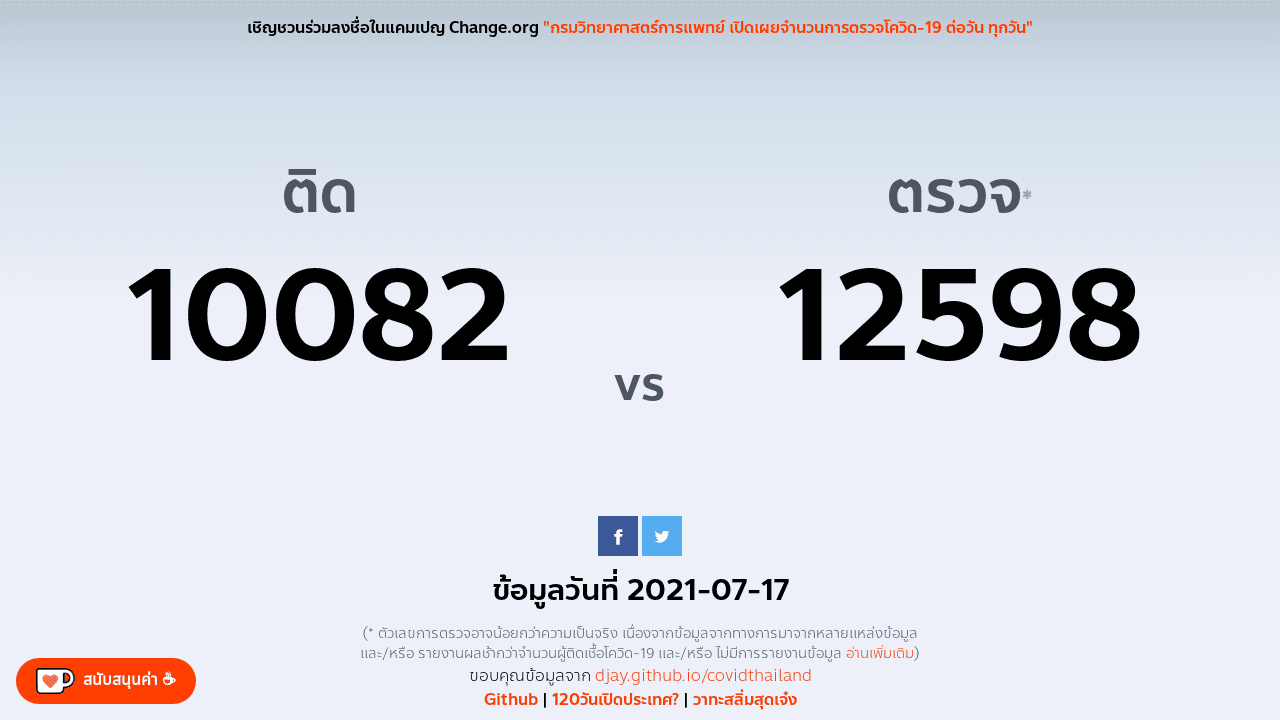 เชิญชวนร่วมลงชื่อในแคมเปญ Change.org "กรมวิทยาศาสตร์การแพทย์ เปิดเผยจำนวนการตรวจโควิด-19 ต่อวัน ทุกวัน"
ติด
10082
vs
ตรวจ*
12598
ข้อมูลวันที่ 2021-07-17
(* ตัวเลขการตรวจอาจน้อยกว่าความเป็นจริง เนื่องจากข้อมูลจากทางการมาจากหลายแหล่งข้อมูล
และ/หรือ รายงานผลช้ากว่าจำนวนผู้ติดเชื้อโควิด-19 และ/หรือ ไม่มีการรายงานข้อมูล อ่านเพิ่มเติม)
ขอบคุณข้อมูลจาก djay.github.io/covidthailand
Github | 120วันเปิดประเทศ? | วาทะสลิ่มสุดเจ๋ง
สนับสนุนค่า ☕